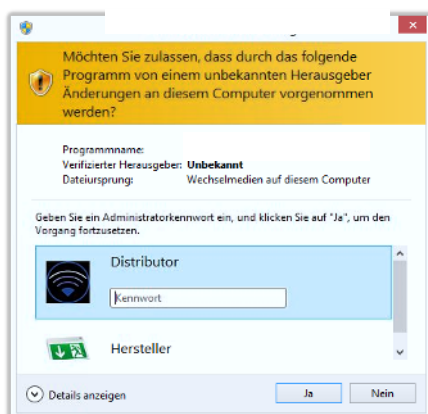 Möchten Sie zulassen, dass durch das folgende
Programm von einem unbekannten Herausgeber
Änderungen an diesem Computer vorgenommen
werden?
Programmname:
Verifizierter Herausgeber: Unbekannt
Dateiursprung: Wechselmedien auf diesem Computer
Geben Sie ein Administratorkennwort ein, und klicken Sie auf "Ja", um den
Vorgang fortzusetzen.
Distributor
Kennwort
Hersteller
Details anzeigen
Ja
Nein